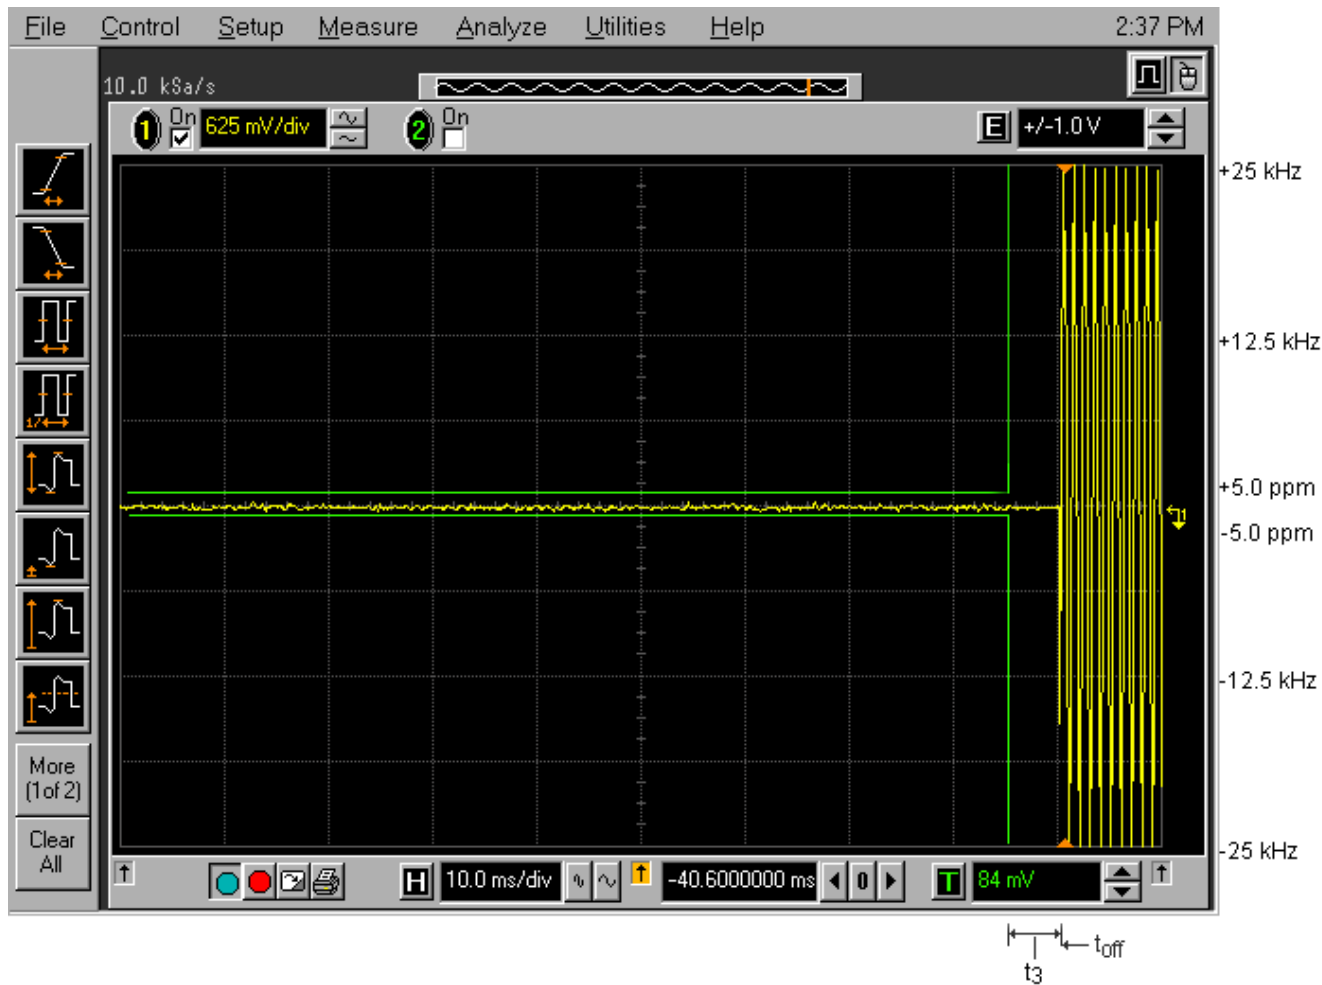 File Control Setup Measure Analyze Utilities Help 2:37 PM
10.0 kSa/s
1 On 625 mV/div 2 On E +/-1.0 V
+25 kHz
+12.5 kHz
+5.0 ppm
-5.0 ppm
-12.5 kHz
-25 kHz
1/
More
(1of 2)
Clear
All
H 10.0 ms/div -40.6000000 ms 0 T 84 mV
toff
t3